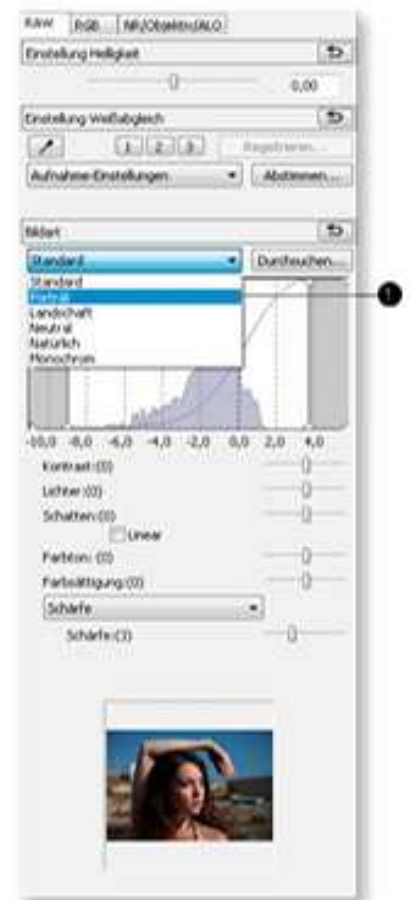 RAW RGB NR/Objektiv/ALO
Einstellung Helligkeit
0,00
Einstellung Weißabgleich
1 2 3 Registrieren...
Aufnahme-Einstellungen Abstimmen...
Bildart
Standard Durchsuchen...
Standard
Porträt
1
Landschaft
Neutral
Natürlich
Monochrom
-10,0 -8,0 -6,0 -4,0 -2,0 0,0 2,0 4,0
Kontrast:(0)
Lichter:(0)
Schatten:(0)
Linear
Farbton: (0)
Farbsättigung:(0)
Schärfe
Schärfe:(3)